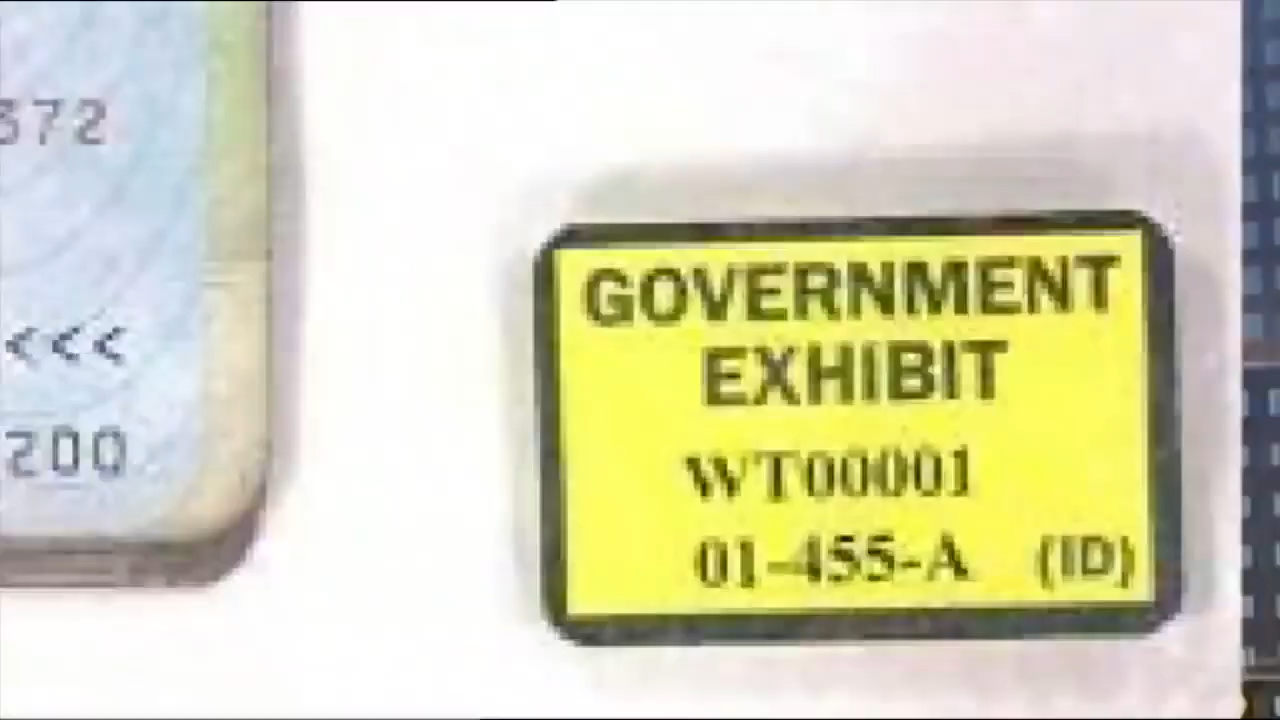 372
<<<
200
GOVERNMENT
EXHIBIT
WT00001
01-455-A (ID)